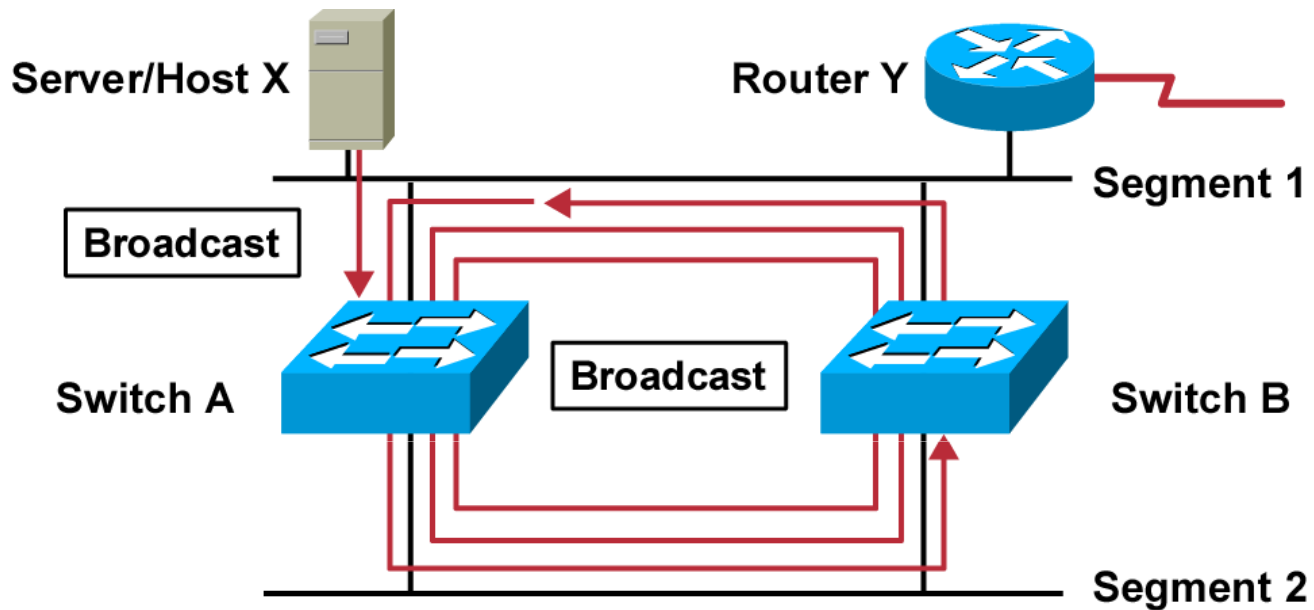 Server/Host X
Router Y
Segment 1
Broadcast
Broadcast
Switch A
Switch B
Segment 2